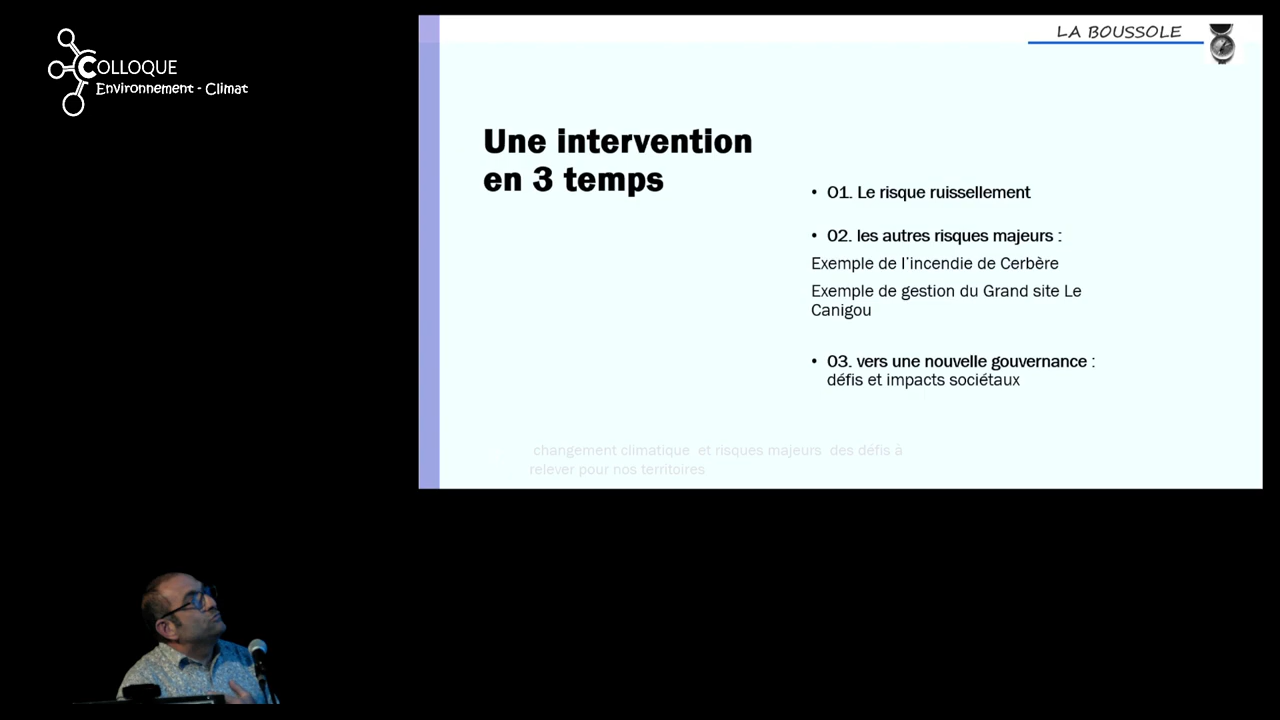 COLLOQUE
Environnement - Climat
LA BOUSSOLE
Une intervention
en 3 temps
• 01. Le risque ruissellement
• 02. les autres risques majeurs :
Exemple de l'incendie de Cerbère
Exemple de gestion du Grand site Le
Canigou
• 03. vers une nouvelle gouvernance :
défis et impacts sociétaux
changement climatique et risques majeurs des défis à
relever pour nos territoires